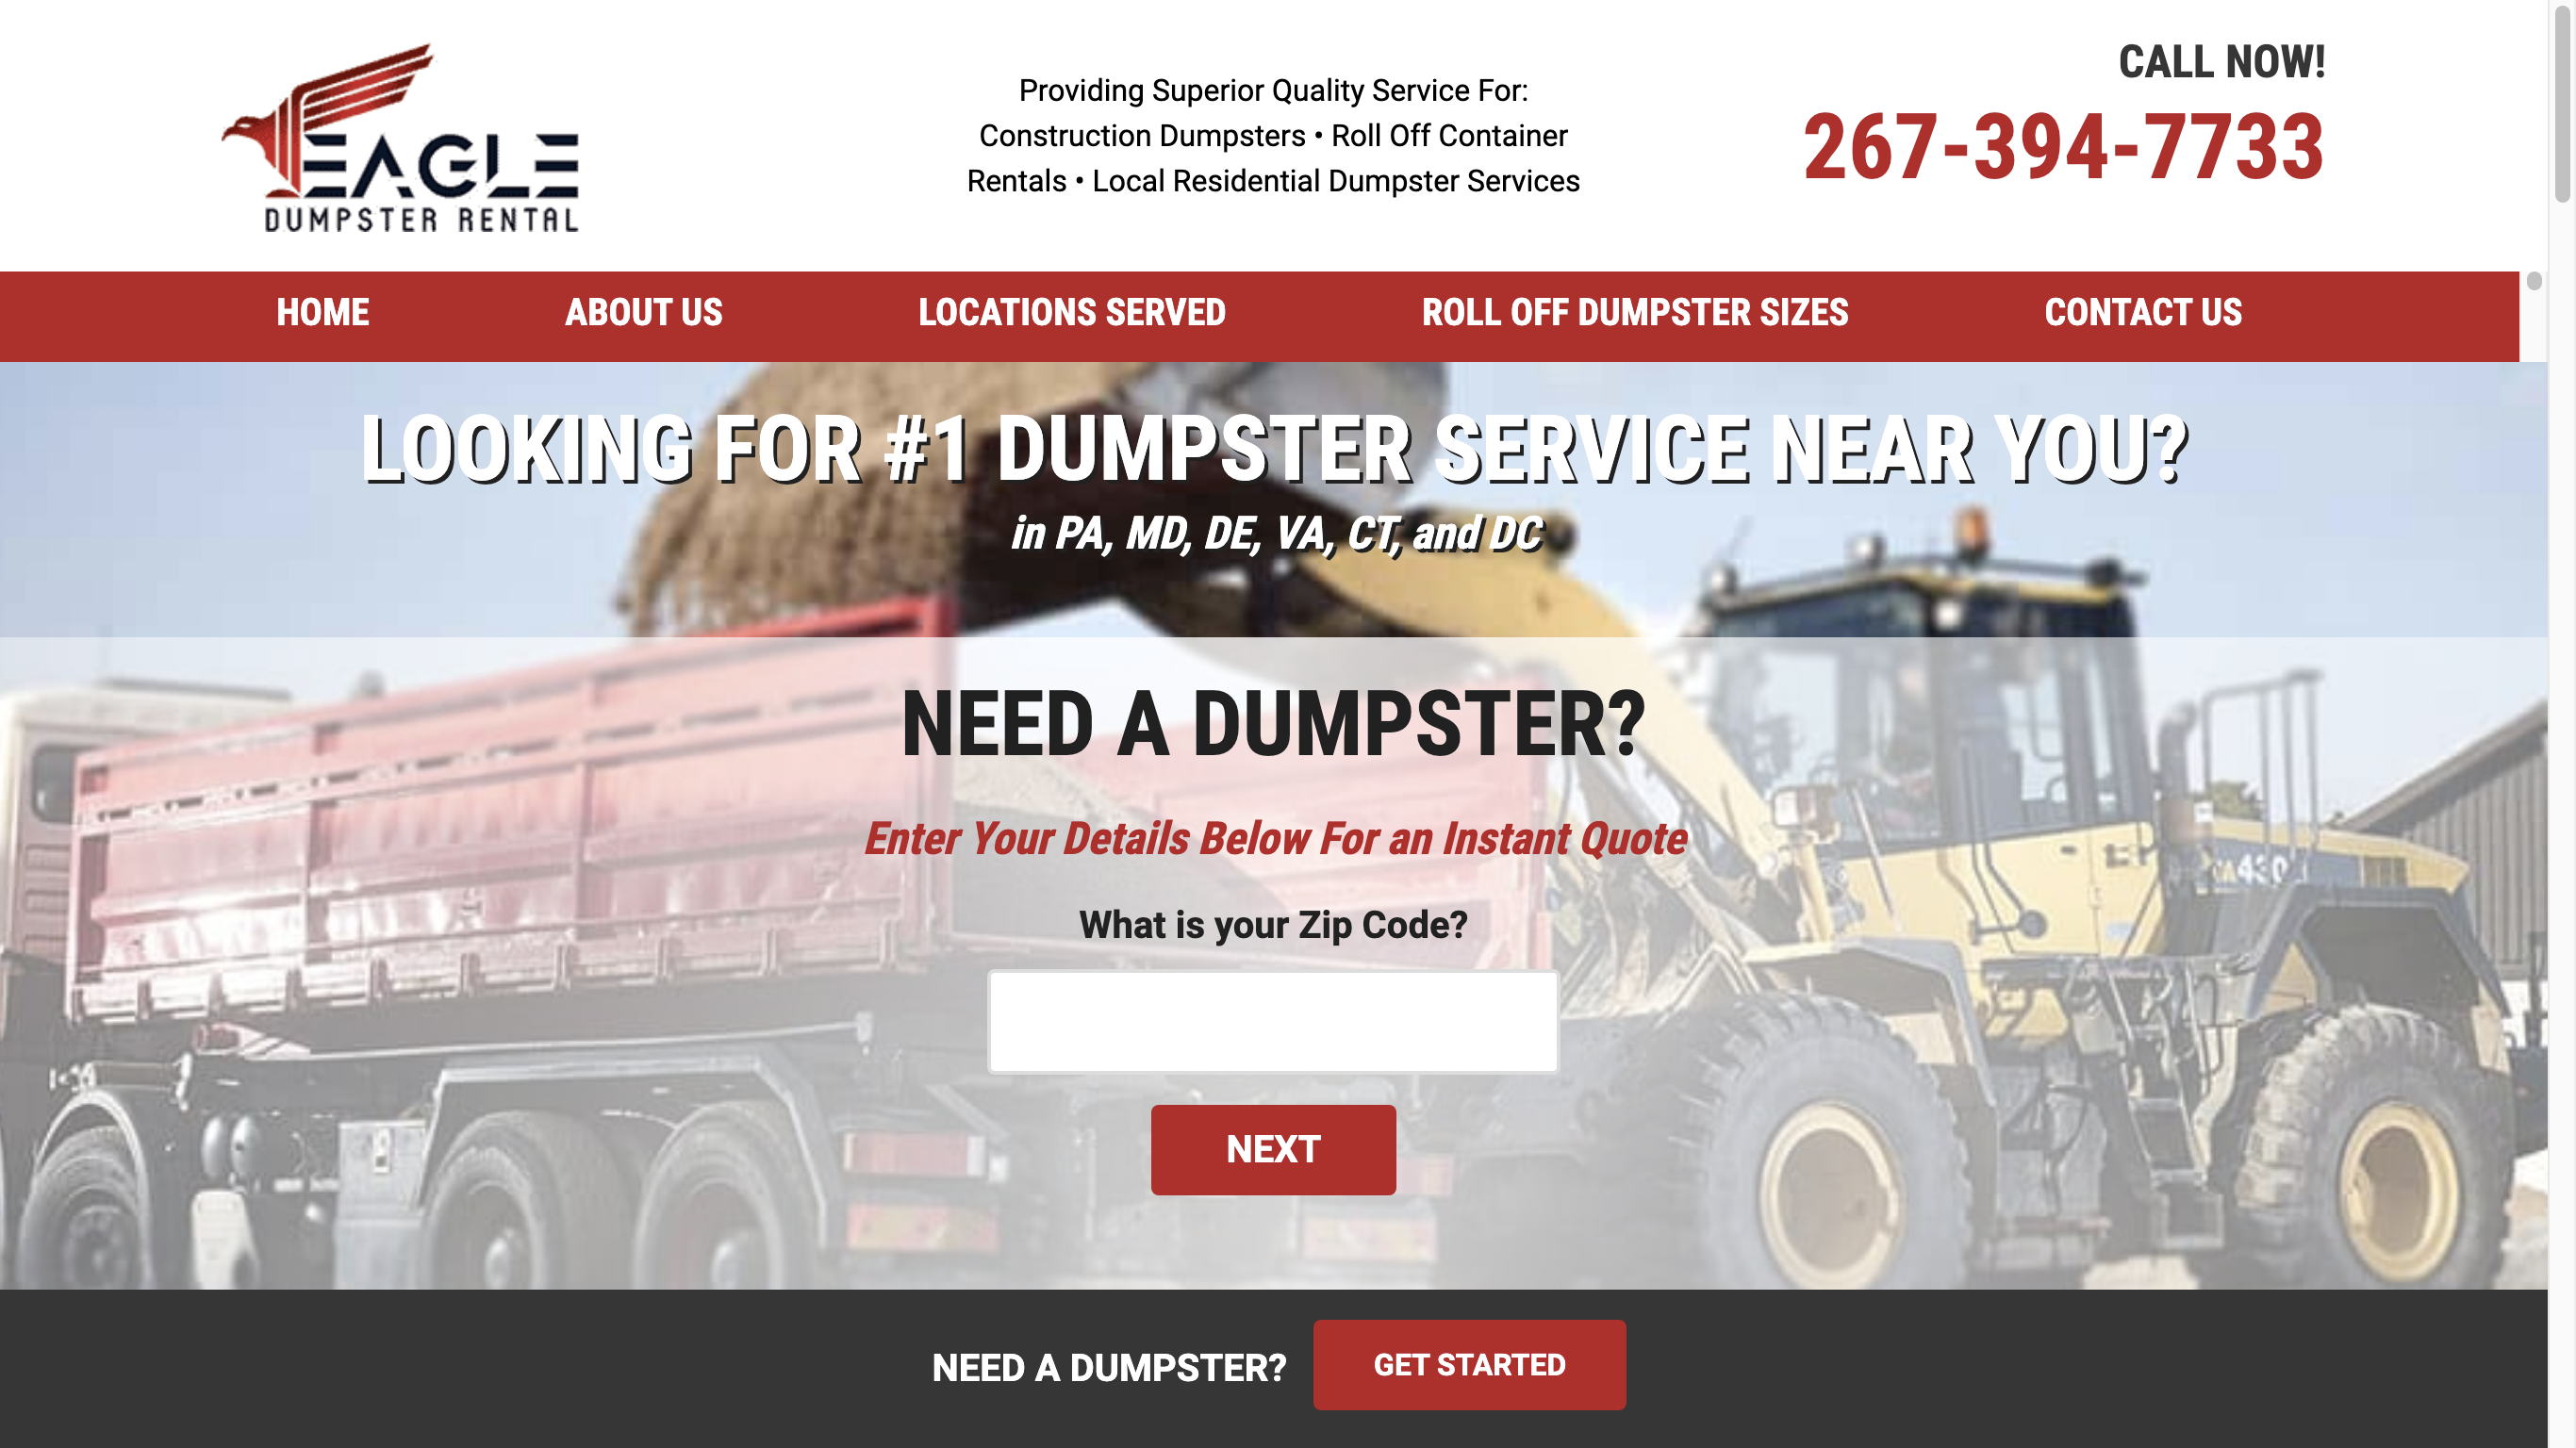 EAGLE
DUMPSTER RENTAL
Providing Superior Quality Service For:
Construction Dumpsters • Roll Off Container
Rentals • Local Residential Dumpster Services
CALL NOW!
267-394-7733
HOME
ABOUT US
LOCATIONS SERVED
ROLL OFF DUMPSTER SIZES
CONTACT US
LOOKING FOR #1 DUMPSTER SERVICE NEAR YOU?
in PA, MD, DE, VA, CT, and DC
NEED A DUMPSTER?
Enter Your Details Below For an Instant Quote
What is your Zip Code?
NEXT
NEED A DUMPSTER?
GET STARTED